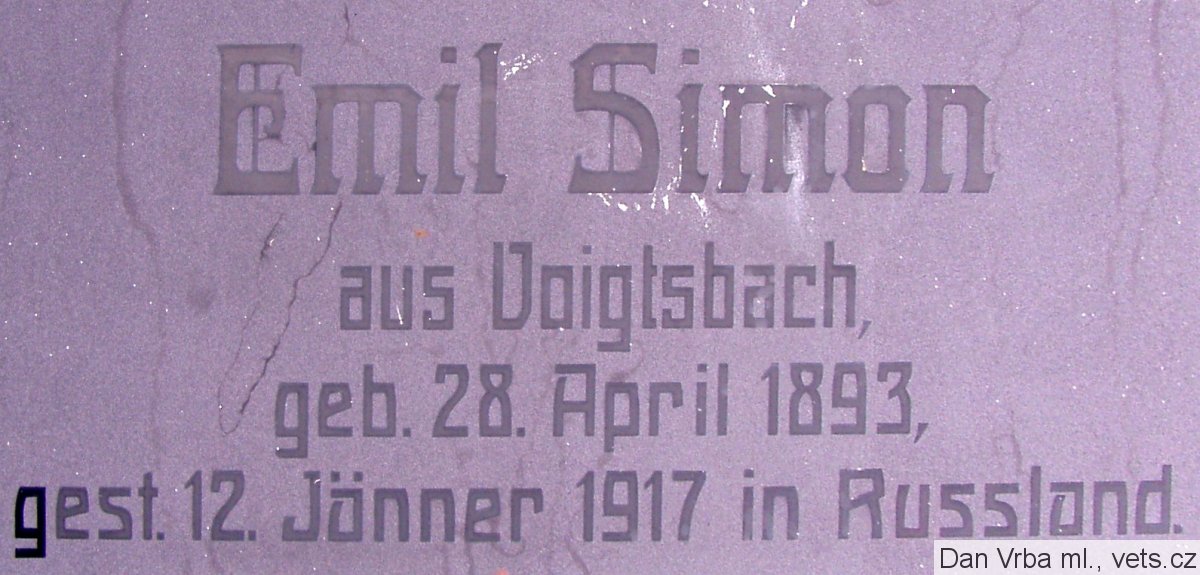 Emil Simon
aus Voigtsbach,
geb. 28. April 1893,
gest. 12. Jänner 1917 in Russland.
Dan Vrba ml., vets.cz